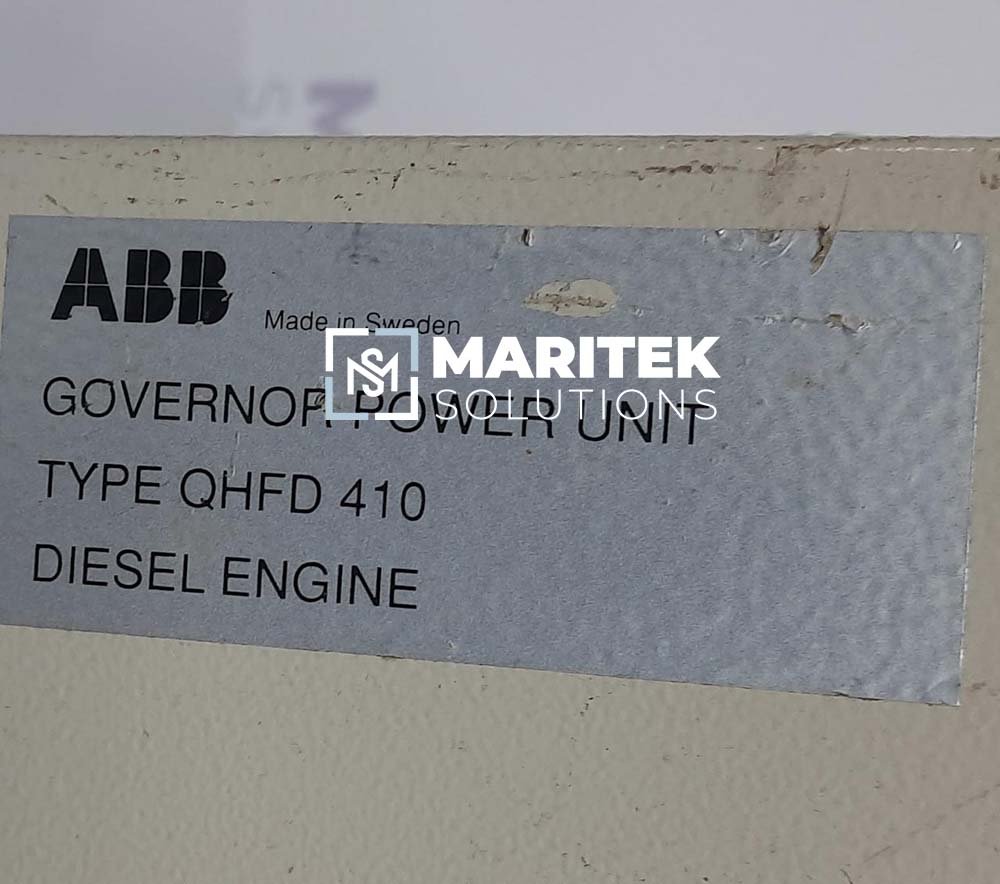 ABB
Made in Sweden
MARITEK
SOLUTIONS
GOVERNOR POWER UNIT
TYPE QHFD 410
DIESEL ENGINE